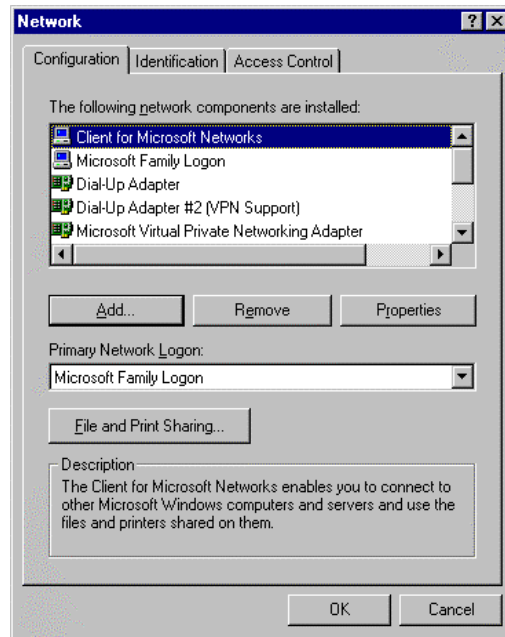 Network
Configuration Identification Access Control
The following network components are installed:
Client for Microsoft Networks
Microsoft Family Logon
Dial-Up Adapter
Dial-Up Adapter #2 (VPN Support)
Microsoft Virtual Private Networking Adapter
Add... Remove Properties
Primary Network Logon:
Microsoft Family Logon
File and Print Sharing...
Description
The Client for Microsoft Networks enables you to connect to
other Microsoft Windows computers and servers and use the
files and printers shared on them.
OK Cancel